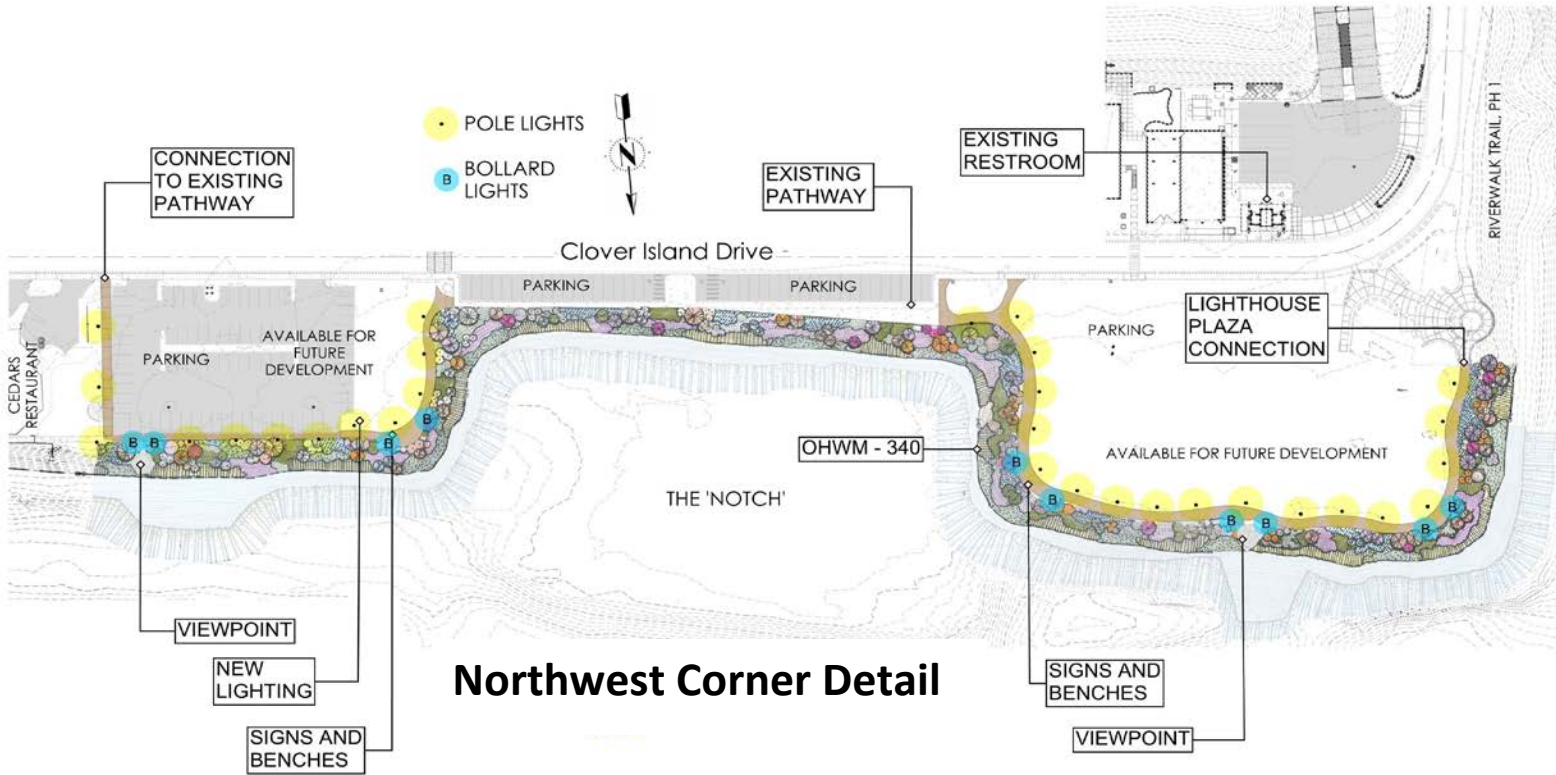 POLE LIGHTS
B
BOLLARD
LIGHTS
N
CONNECTION
TO EXISTING
PATHWAY
EXISTING
PATHWAY
EXISTING
RESTROOM
RIVERWALK TRAIL, PH 1
Clover Island Drive
PARKING
PARKING
CEDARS
RESTAURANT
PARKING
AVAILABLE FOR
FUTURE
DEVELOPMENT
PARKING
LIGHTHOUSE
PLAZA
CONNECTION
B B
B
B
OHWM - 340
THE 'NOTCH'
AVAILABLE FOR FUTURE DEVELOPMENT
B
B
B B
B
B
VIEWPOINT
NEW
LIGHTING
SIGNS AND
BENCHES
Northwest Corner Detail
SIGNS AND
BENCHES
VIEWPOINT